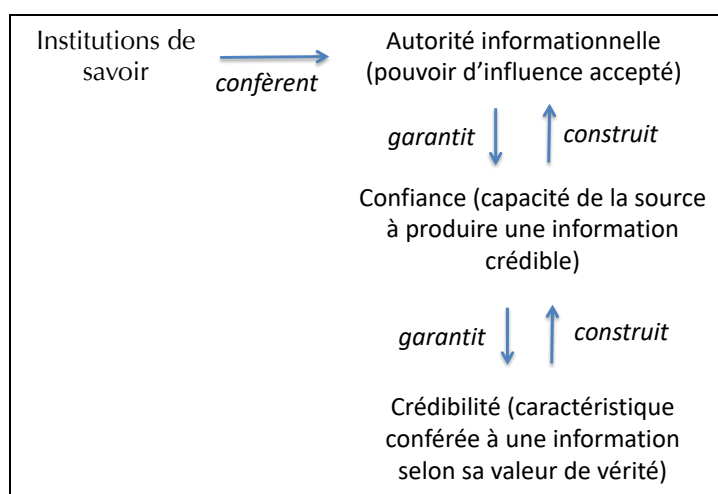 Institutions de
savoir
confèrent
Autorité informationnelle
(pouvoir d’influence accepté)
garantit
construit
Confiance (capacité de la source
à produire une information
crédible)
garantit
construit
Crédibilité (caractéristique
conférée à une information
selon sa valeur de vérité)